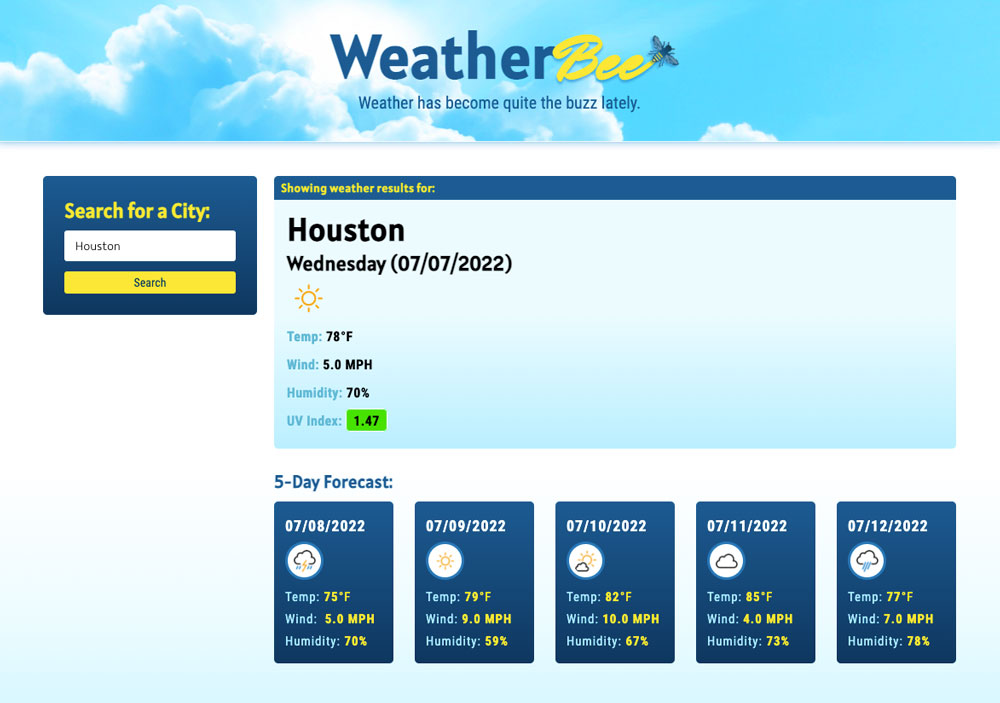 WeatherBee
Weather has become quite the buzz lately.
Search for a City:
Houston
Search
Showing weather results for:
Houston
Wednesday (07/07/2022)
Temp: 78°F
Wind: 5.0 MPH
Humidity: 70%
UV Index: 1.47
5-Day Forecast:
07/08/2022
Temp: 75°F
Wind: 5.0 MPH
Humidity: 70%
07/09/2022
Temp: 79°F
Wind: 9.0 MPH
Humidity: 59%
07/10/2022
Temp: 82°F
Wind: 10.0 MPH
Humidity: 67%
07/11/2022
Temp: 85°F
Wind: 4.0 MPH
Humidity: 73%
07/12/2022
Temp: 77°F
Wind: 7.0 MPH
Humidity: 78%